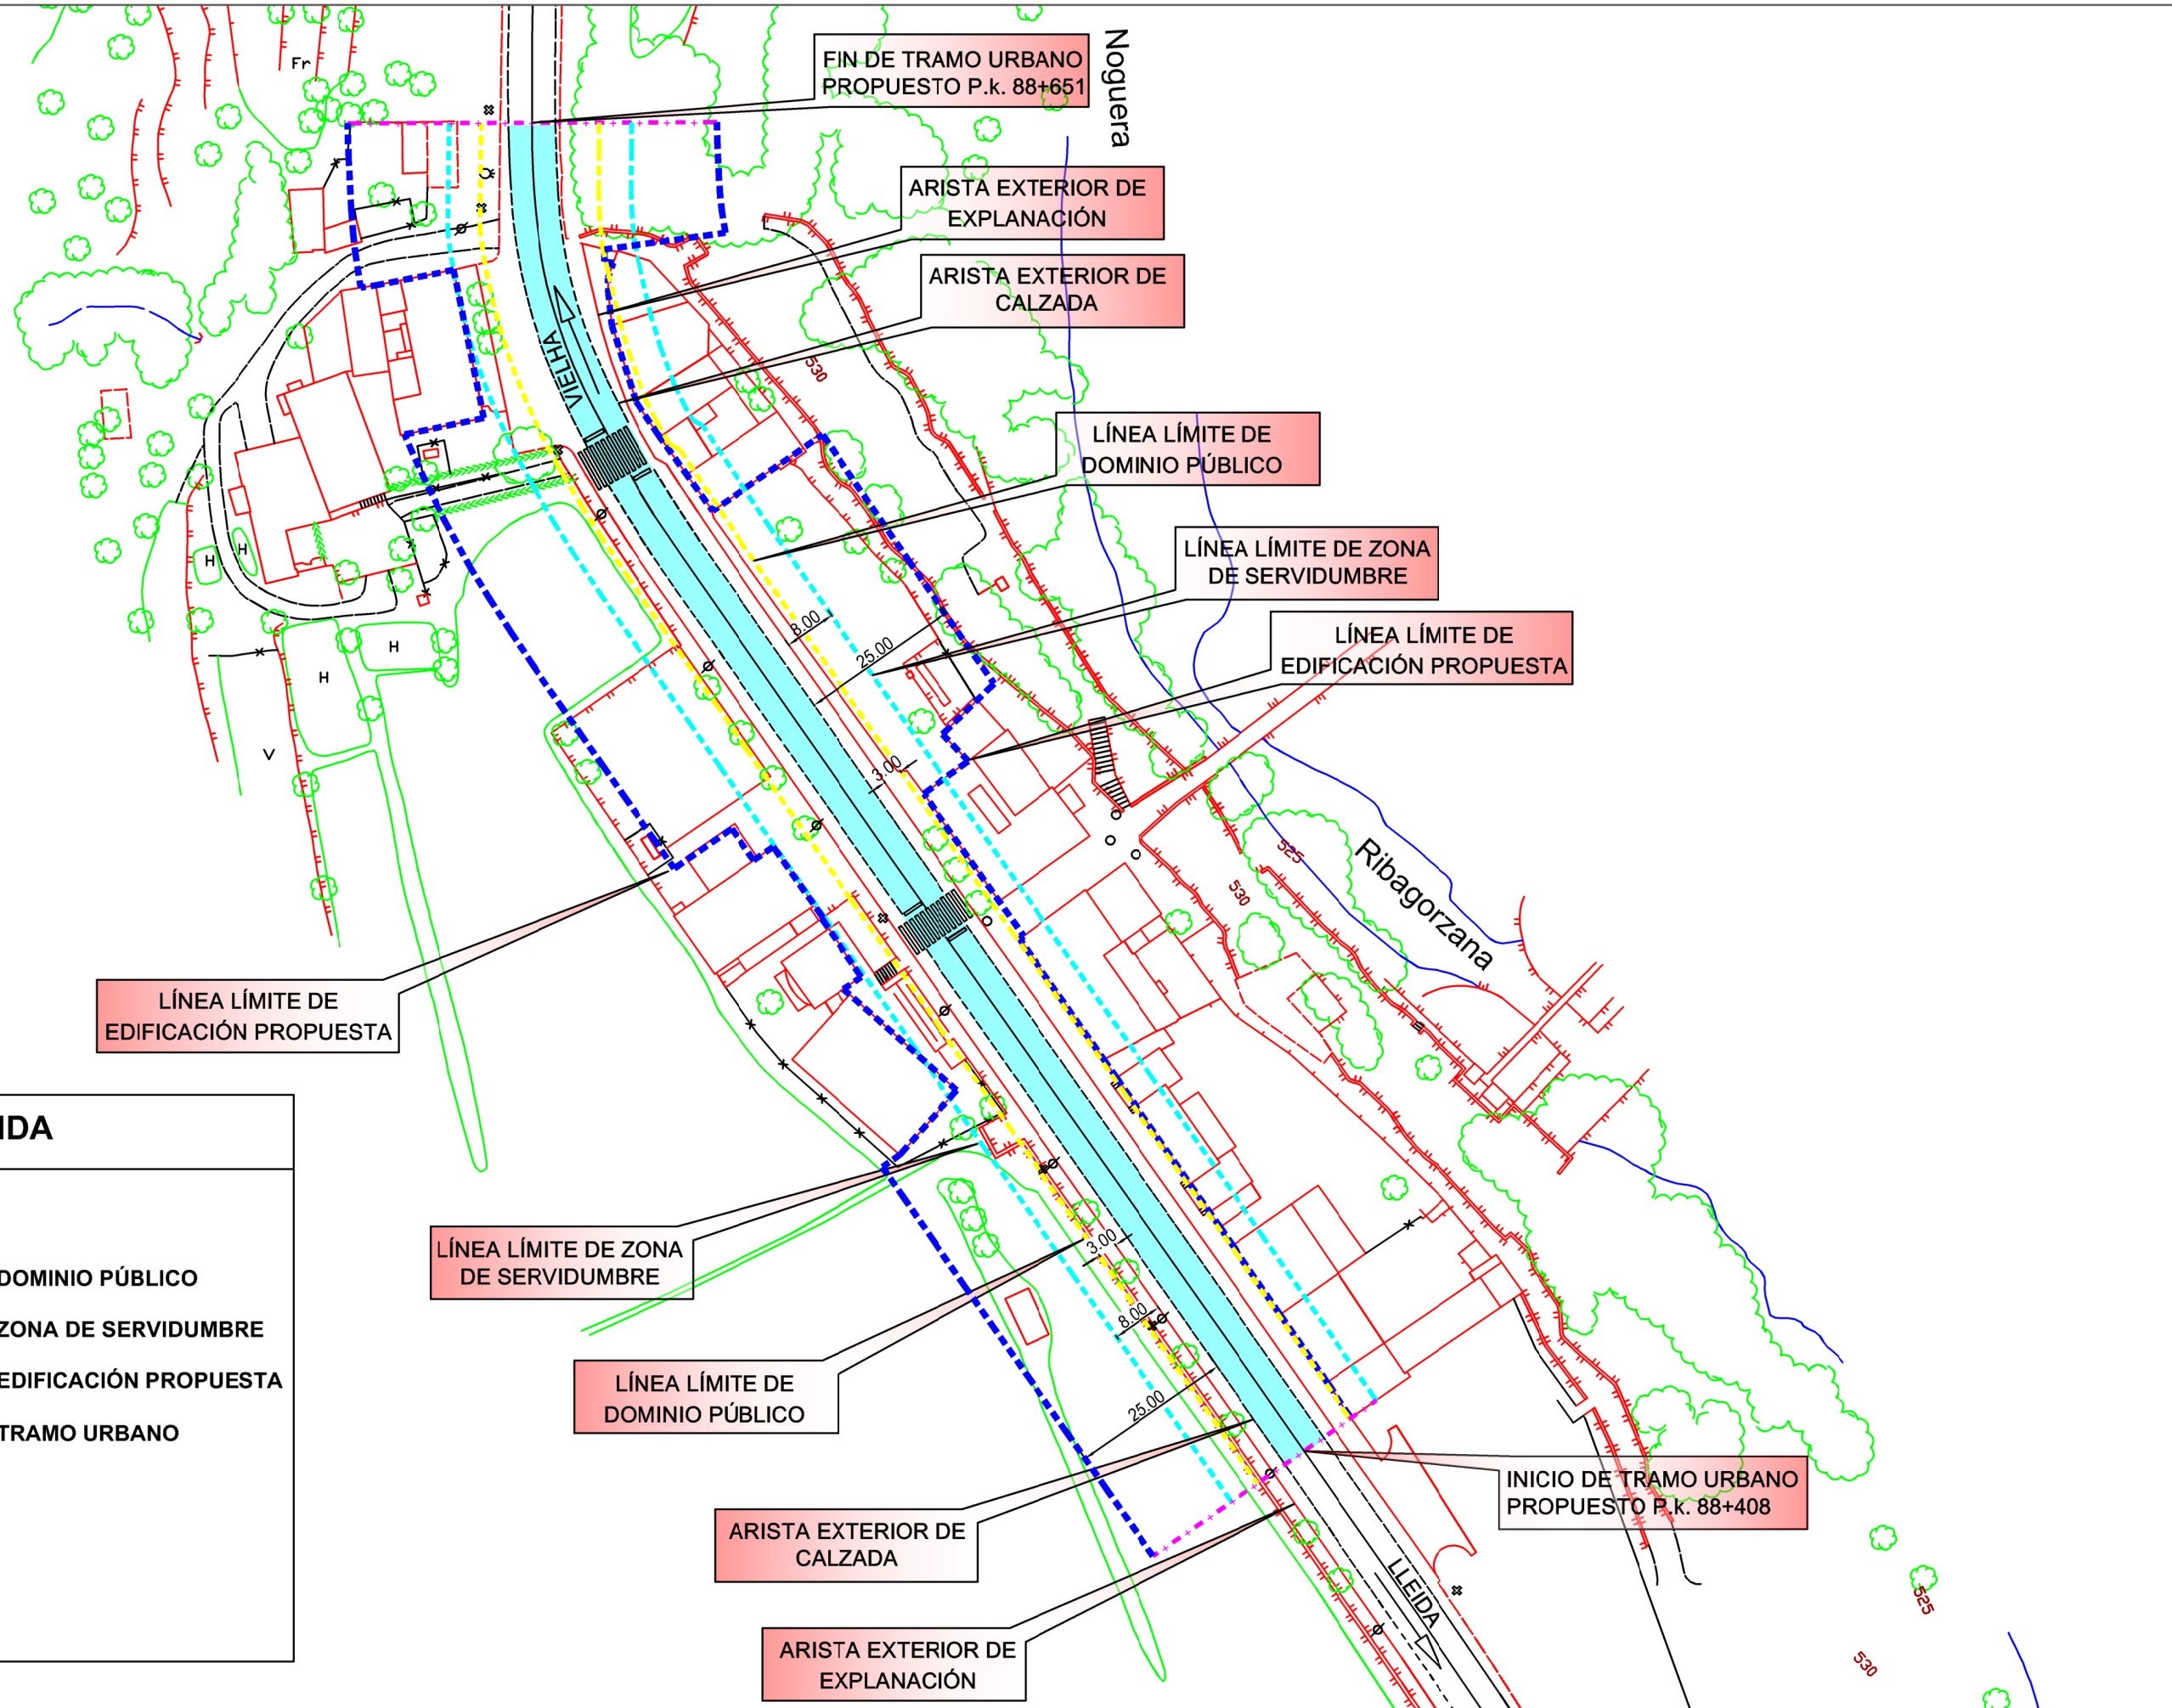 FIN DE TRAMO URBANO
PROPUESTO P.k. 88+651
Noguera
Fr
ARISTA EXTERIOR DE
EXPLANACIÓN
ARISTA EXTERIOR DE
CALZADA
VIELHA
530
LÍNEA LÍMITE DE
DOMINIO PÚBLICO
LÍNEA LÍMITE DE ZONA
DE SERVIDUMBRE
H
H
8.00
25.00
LÍNEA LÍMITE DE
EDIFICACIÓN PROPUESTA
H
H
V
3.00
525
530
Ribagorzana
LÍNEA LÍMITE DE
EDIFICACIÓN PROPUESTA
IDA
DOMINIO PÚBLICO
ZONA DE SERVIDUMBRE
EDIFICACIÓN PROPUESTA
TRAMO URBANO
LÍNEA LÍMITE DE ZONA
DE SERVIDUMBRE
3.00
8.00
25.00
LÍNEA LÍMITE DE
DOMINIO PÚBLICO
INICIO DE TRAMO URBANO
PROPUESTO P.k. 88+408
ARISTA EXTERIOR DE
CALZADA
LLEIDA
525
530
ARISTA EXTERIOR DE
EXPLANACIÓN